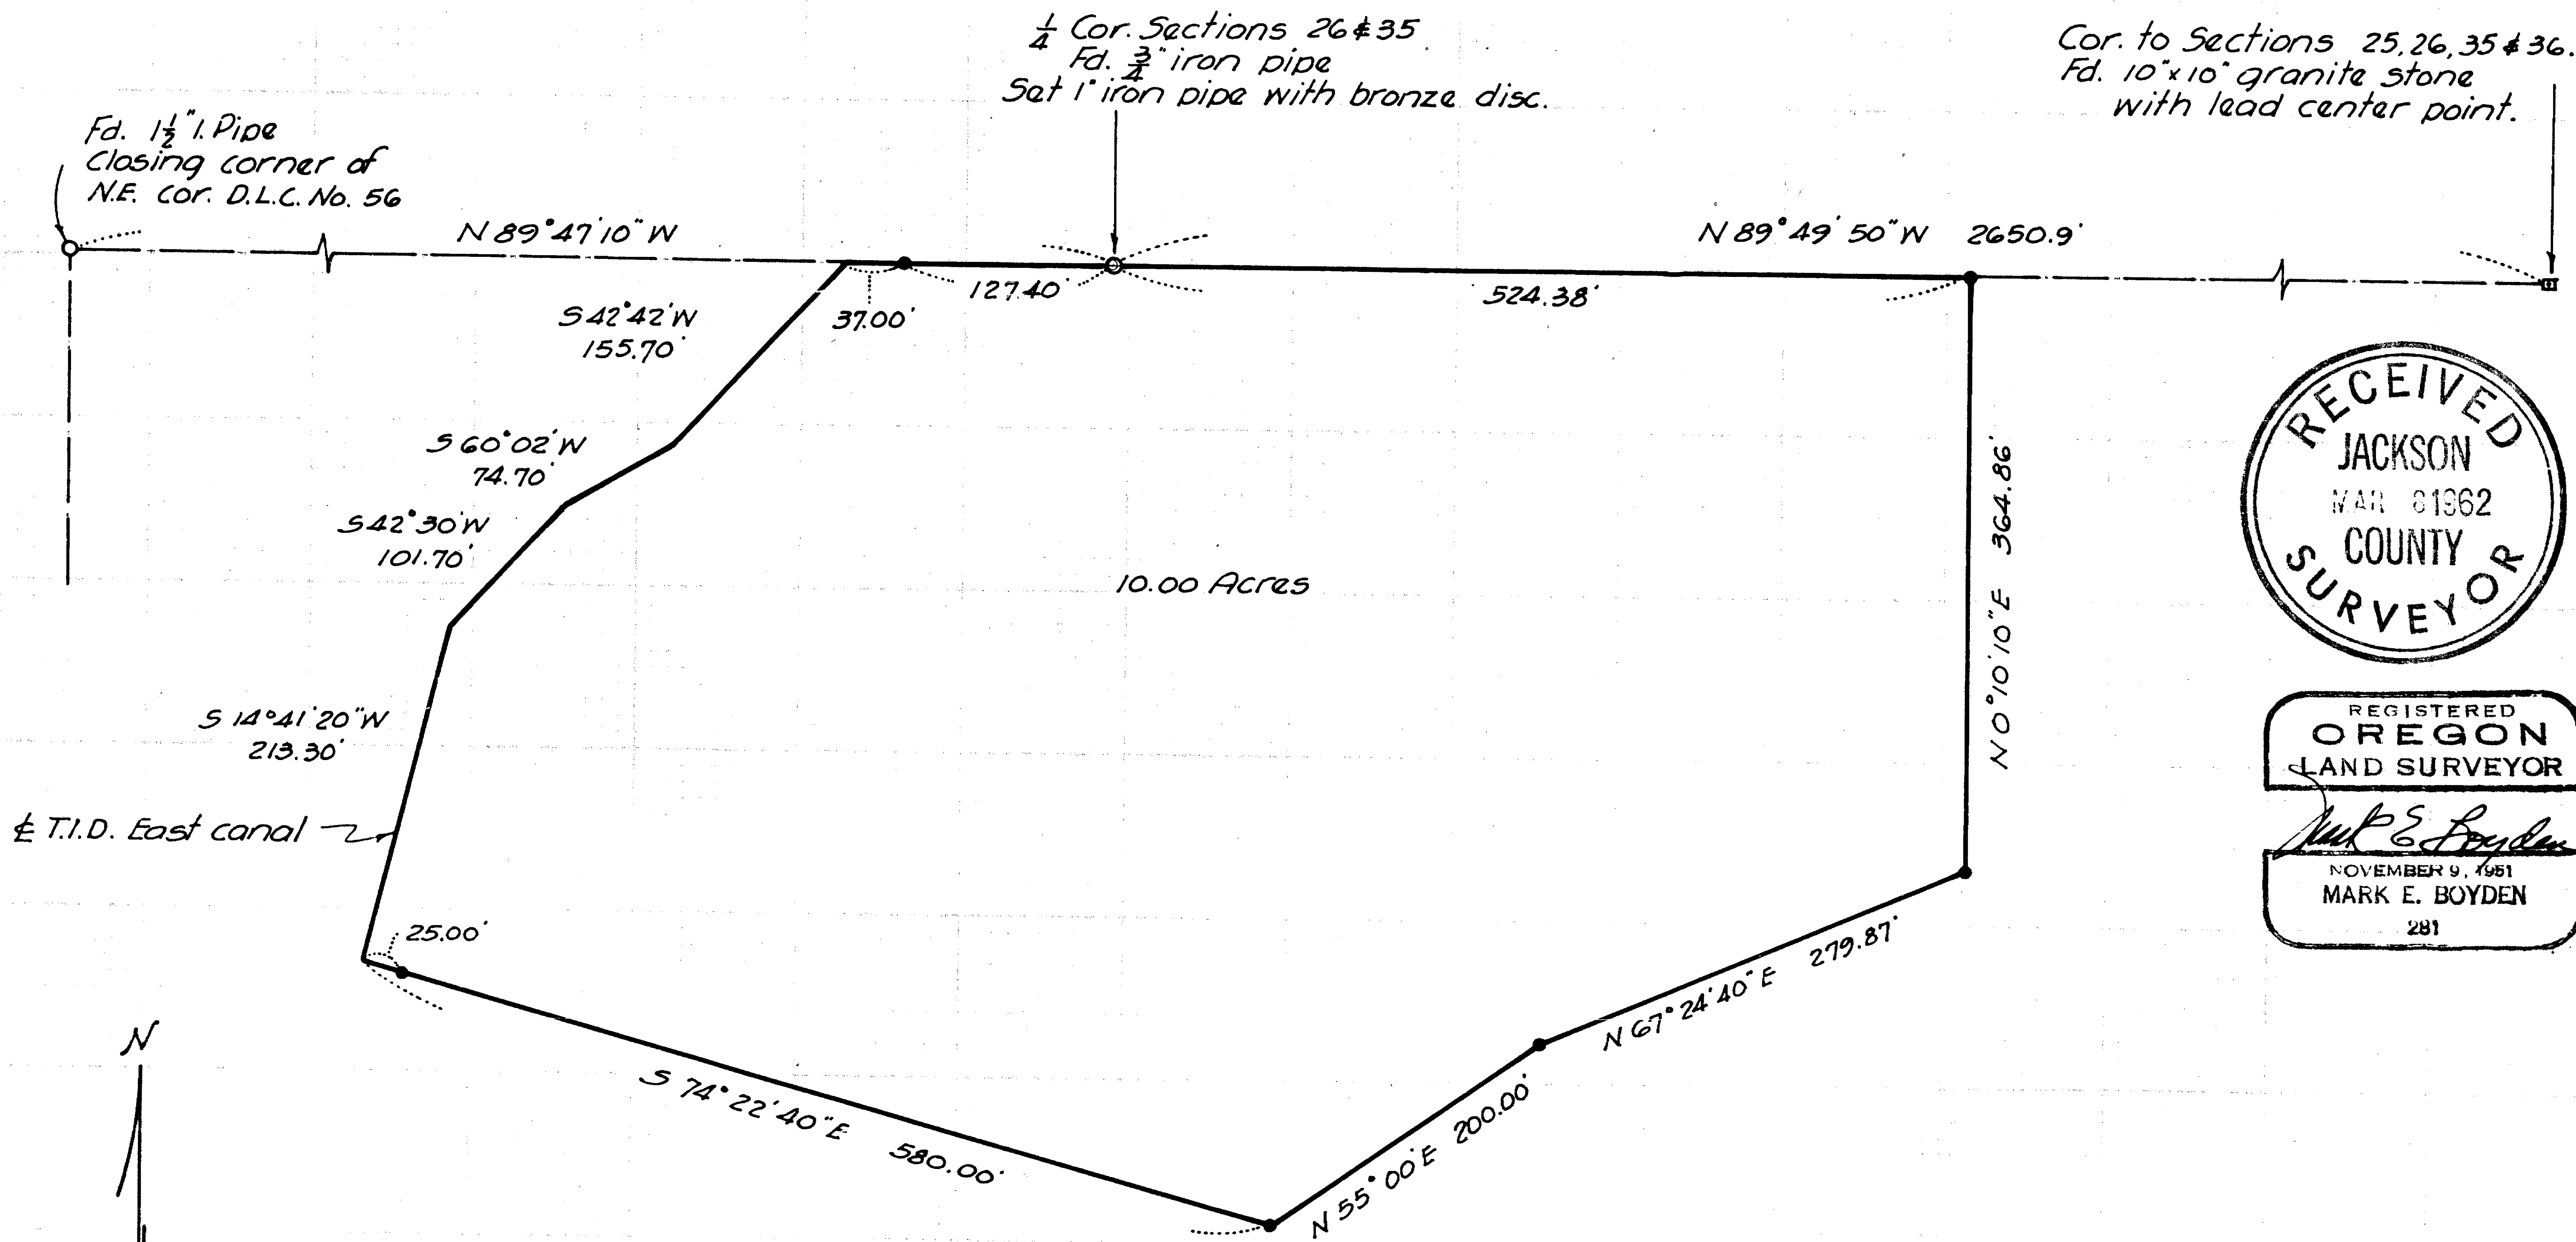 1/4 Cor. Sections 26 & 35
Fd. 3/4" iron pipe
Set 1" iron pipe with bronze disc.
Cor. to Sections 25, 26, 35 & 36.
Fd. 10" x 10" granite stone
with lead center point.
Fd. 1 1/2" I. Pipe
Closing corner of
N.E. Cor. D.L.C. No. 56
N 89° 47' 10" W
N 89° 49' 50" W 2650.9'
37.00'
127.40'
524.38'
S 42° 42' W
155.70'
S 60° 02' W
74.70'
S 42° 30' W
101.70'
S 14° 41' 20" W
213.30'
℄ T.I.D. East canal
10.00 Acres
N 0° 10' 10" E 364.86'
25.00'
S 74° 22' 40" E 580.00'
N 55° 00' E 200.00'
N 67° 24' 40" E 279.87'
N
RECEIVED
JACKSON
MAR 8 1962
COUNTY
SURVEYOR
REGISTERED
OREGON
LAND SURVEYOR
Mark E Boyden
NOVEMBER 9, 1951
MARK E. BOYDEN
281